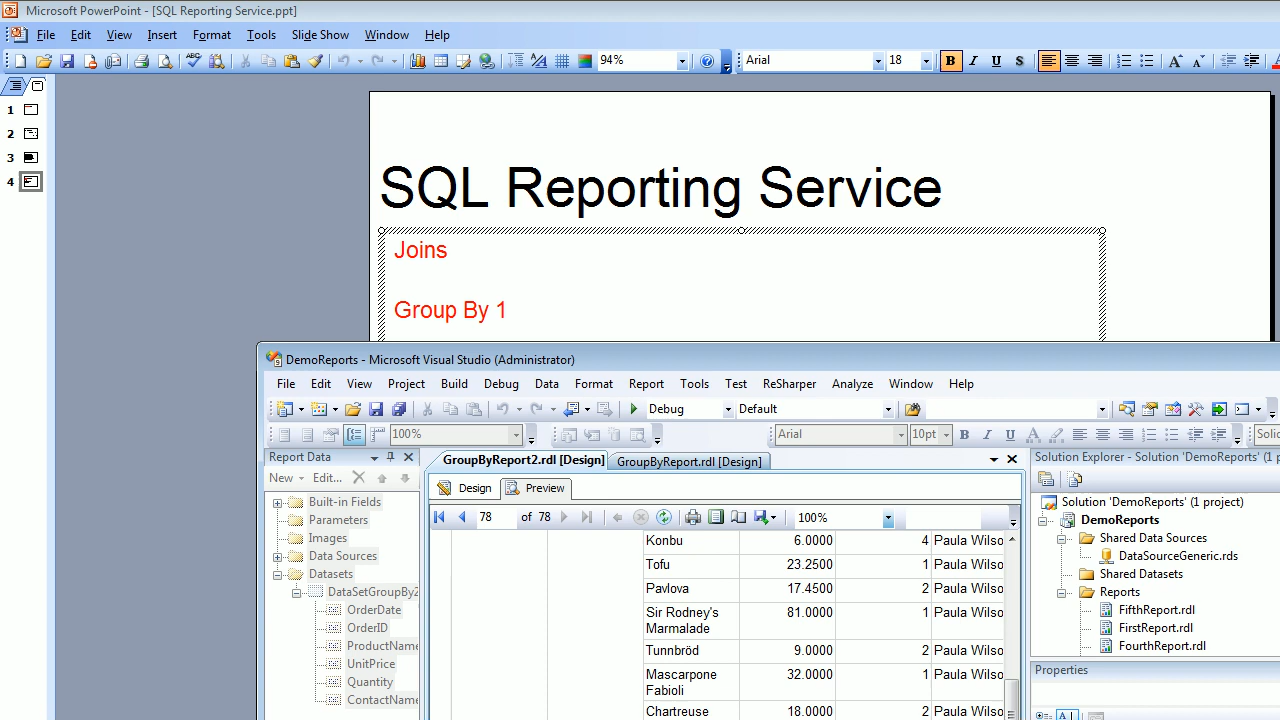 Microsoft PowerPoint - [SQL Reporting Service.ppt]
File Edit View Insert Format Tools Slide Show Window Help
94% Arial 18 B I U S
1
2
3
4
SQL Reporting Service
Joins
Group By 1
DemoReports - Microsoft Visual Studio (Administrator)
File Edit View Project Build Debug Data Format Report Tools Test ReSharper Analyze Window Help
Debug Default
100% Arial 10pt B I U A Solid
Report Data
New Edit...
Built-in Fields
Parameters
Images
Data Sources
Datasets
DataSetGroupBy2
OrderDate
OrderID
ProductName
UnitPrice
Quantity
ContactName
GroupByReport2.rdl [Design] GroupByReport.rdl [Design]
Design Preview
78 of 78 100%
Konbu 6.0000 4 Paula Wilso
Tofu 23.2500 1 Paula Wilso
Pavlova 17.4500 2 Paula Wilso
Sir Rodney's 81.0000 1 Paula Wilso
Marmalade
Tunnbröd 9.0000 2 Paula Wilso
Mascarpone 32.0000 1 Paula Wilso
Fabioli
Chartreuse 18.0000 2 Paula Wilso
Solution Explorer - Solution 'DemoReports' (1 project)
Solution 'DemoReports' (1 project)
DemoReports
Shared Data Sources
DataSourceGeneric.rds
Shared Datasets
Reports
FifthReport.rdl
FirstReport.rdl
FourthReport.rdl
Properties